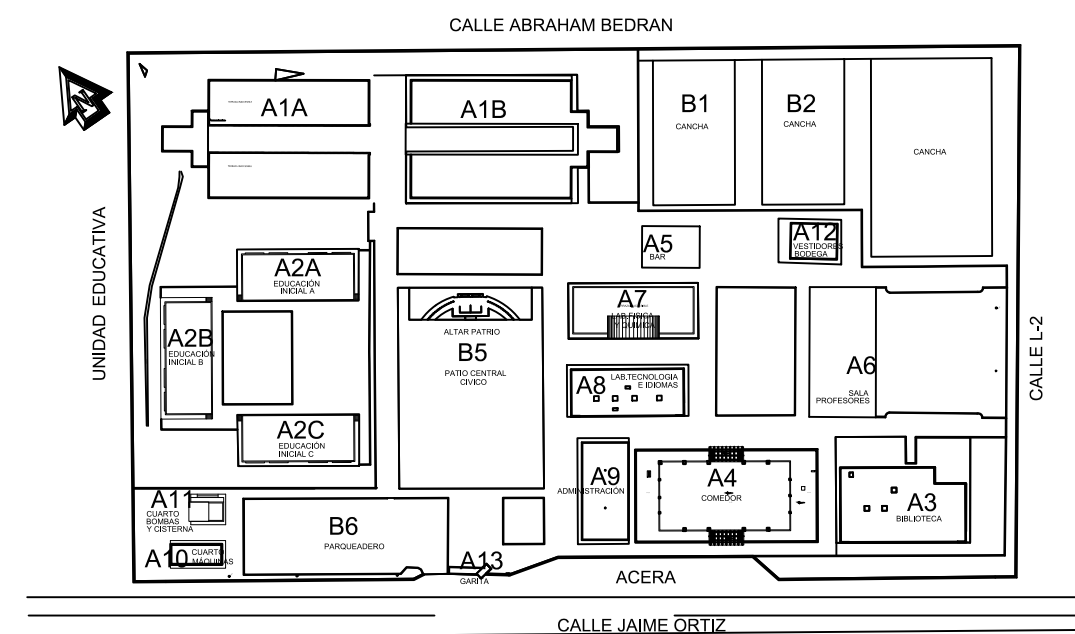 CALLE ABRAHAM BEDRAN
N
A1A
A1B
B1
CANCHA
B2
CANCHA
CANCHA
UNIDAD EDUCATIVA
A5
BAR
A12
VESTIDORES
BODEGA
A2A
EDUCACIÓN
INICIAL A
A2B
EDUCACIÓN
INICIAL B
A2C
EDUCACIÓN
INICIAL C
ALTAR PATRIO
B5
PATIO CENTRAL
CIVICO
A7
LAB. FISICA
Y QUIMICA
A8
LAB.TECNOLOGIA
E IDIOMAS
A6
SALA
PROFESORES
CALLE L-2
A9
ADMINISTRACIÓN
A4
COMEDOR
A3
BIBLIOTECA
A11
CUARTO
BOMBAS
Y CISTERNA
A10
CUARTO
MÁQUINAS
B6
PARQUEADERO
A13
GARITA
ACERA
CALLE JAIME ORTIZ